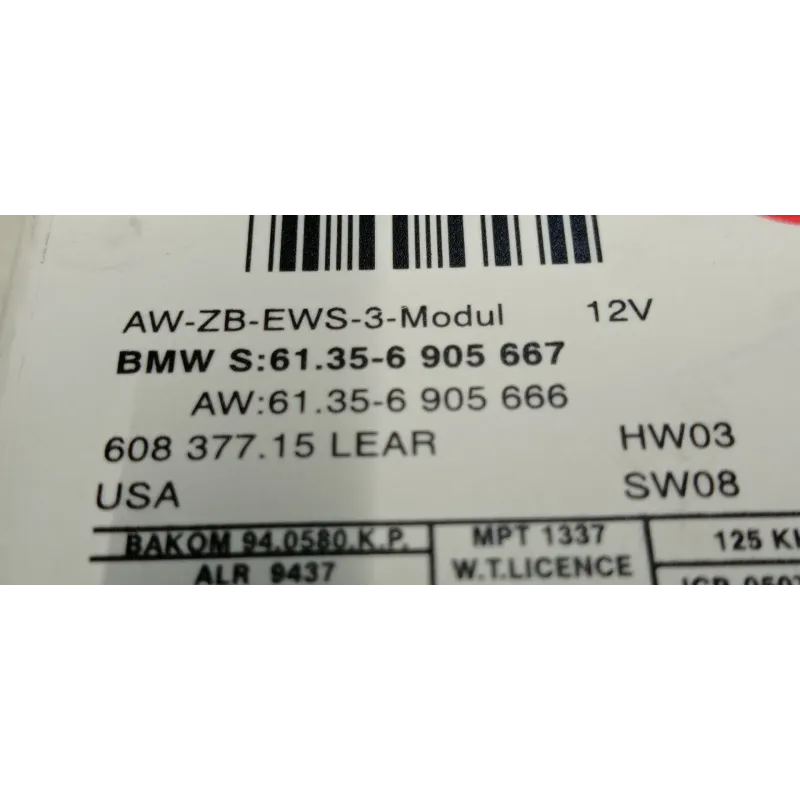 AW-ZB-EWS-3-Modul 12V
BMW S:61.35-6 905 667
AW:61.35-6 905 666
608 377.15 LEAR HW03
USA SW08
BAKOM 94.0580.K.P. MPT 1337 125
ALR 9437 W.T.LICENCE